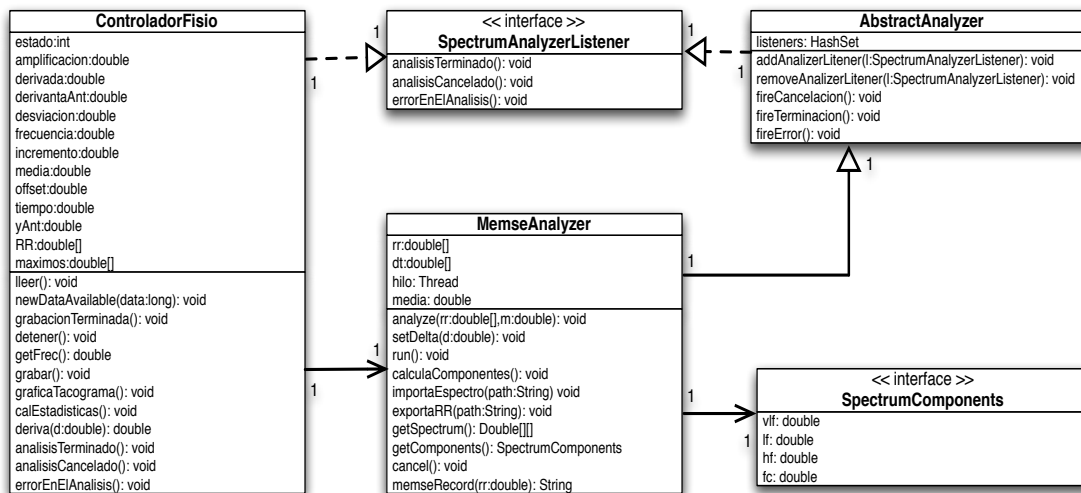 ControladorFisio
estado:int
amplificacion:double
derivada:double
derivantaAnt:double
desviacion:double
frecuencia:double
incremento:double
media:double
offset:double
tiempo:double
yAnt:double
RR:double[]
maximos:double[]
lleer(): void
newDataAvailable(data:long): void
grabacionTerminada(): void
detener(): void
getFrec(): double
grabar(): void
graficaTacograma(): void
calEstadisticas(): void
deriva(d:double): double
analisisTerminado(): void
analisisCancelado(): void
errorEnElAnalisis(): void
1
1
<< interface >>
SpectrumAnalyzerListener
analisisTerminado(): void
analisisCancelado(): void
errorEnElAnalisis(): void
1
1
AbstractAnalyzer
listeners: HashSet
addAnalizerLitener(l:SpectrumAnalyzerListener): void
removeAnalizerLitener(l:SpectrumAnalyzerListener): void
fireCancelacion(): void
fireTerminacion(): void
fireError(): void
1
1
1
1
MemseAnalyzer
rr:double[]
dt:double[]
hilo: Thread
media: double
analyze(rr:double[],m:double): void
setDelta(d:double): void
run(): void
calculaComponentes(): void
importaEspectro(path:String) void
exportaRR(path:String): void
getSpectrum(): Double[][]
getComponents(): SpectrumComponents
cancel(): void
memseRecord(rr:double): String
1
1
<< interface >>
SpectrumComponents
vlf: double
lf: double
hf: double
fc: double